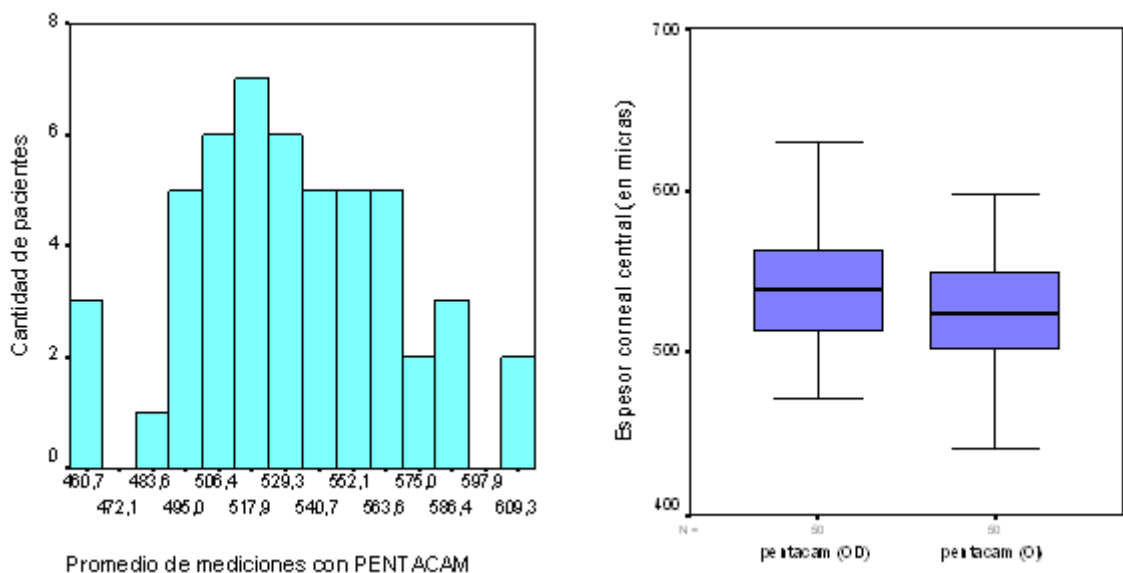 8
6
4
2
0
Cantidad de pacientes
460,7 483,6 506,4 529,3 552,1 575,0 597,9
472,1 495,0 517,9 540,7 563,6 586,4 609,3
Promedio de mediciones con PENTACAM
700
600
500
400
Espesor corneal central (en micras)
N = 50 50
pentacam (OD) pentacam (OI)